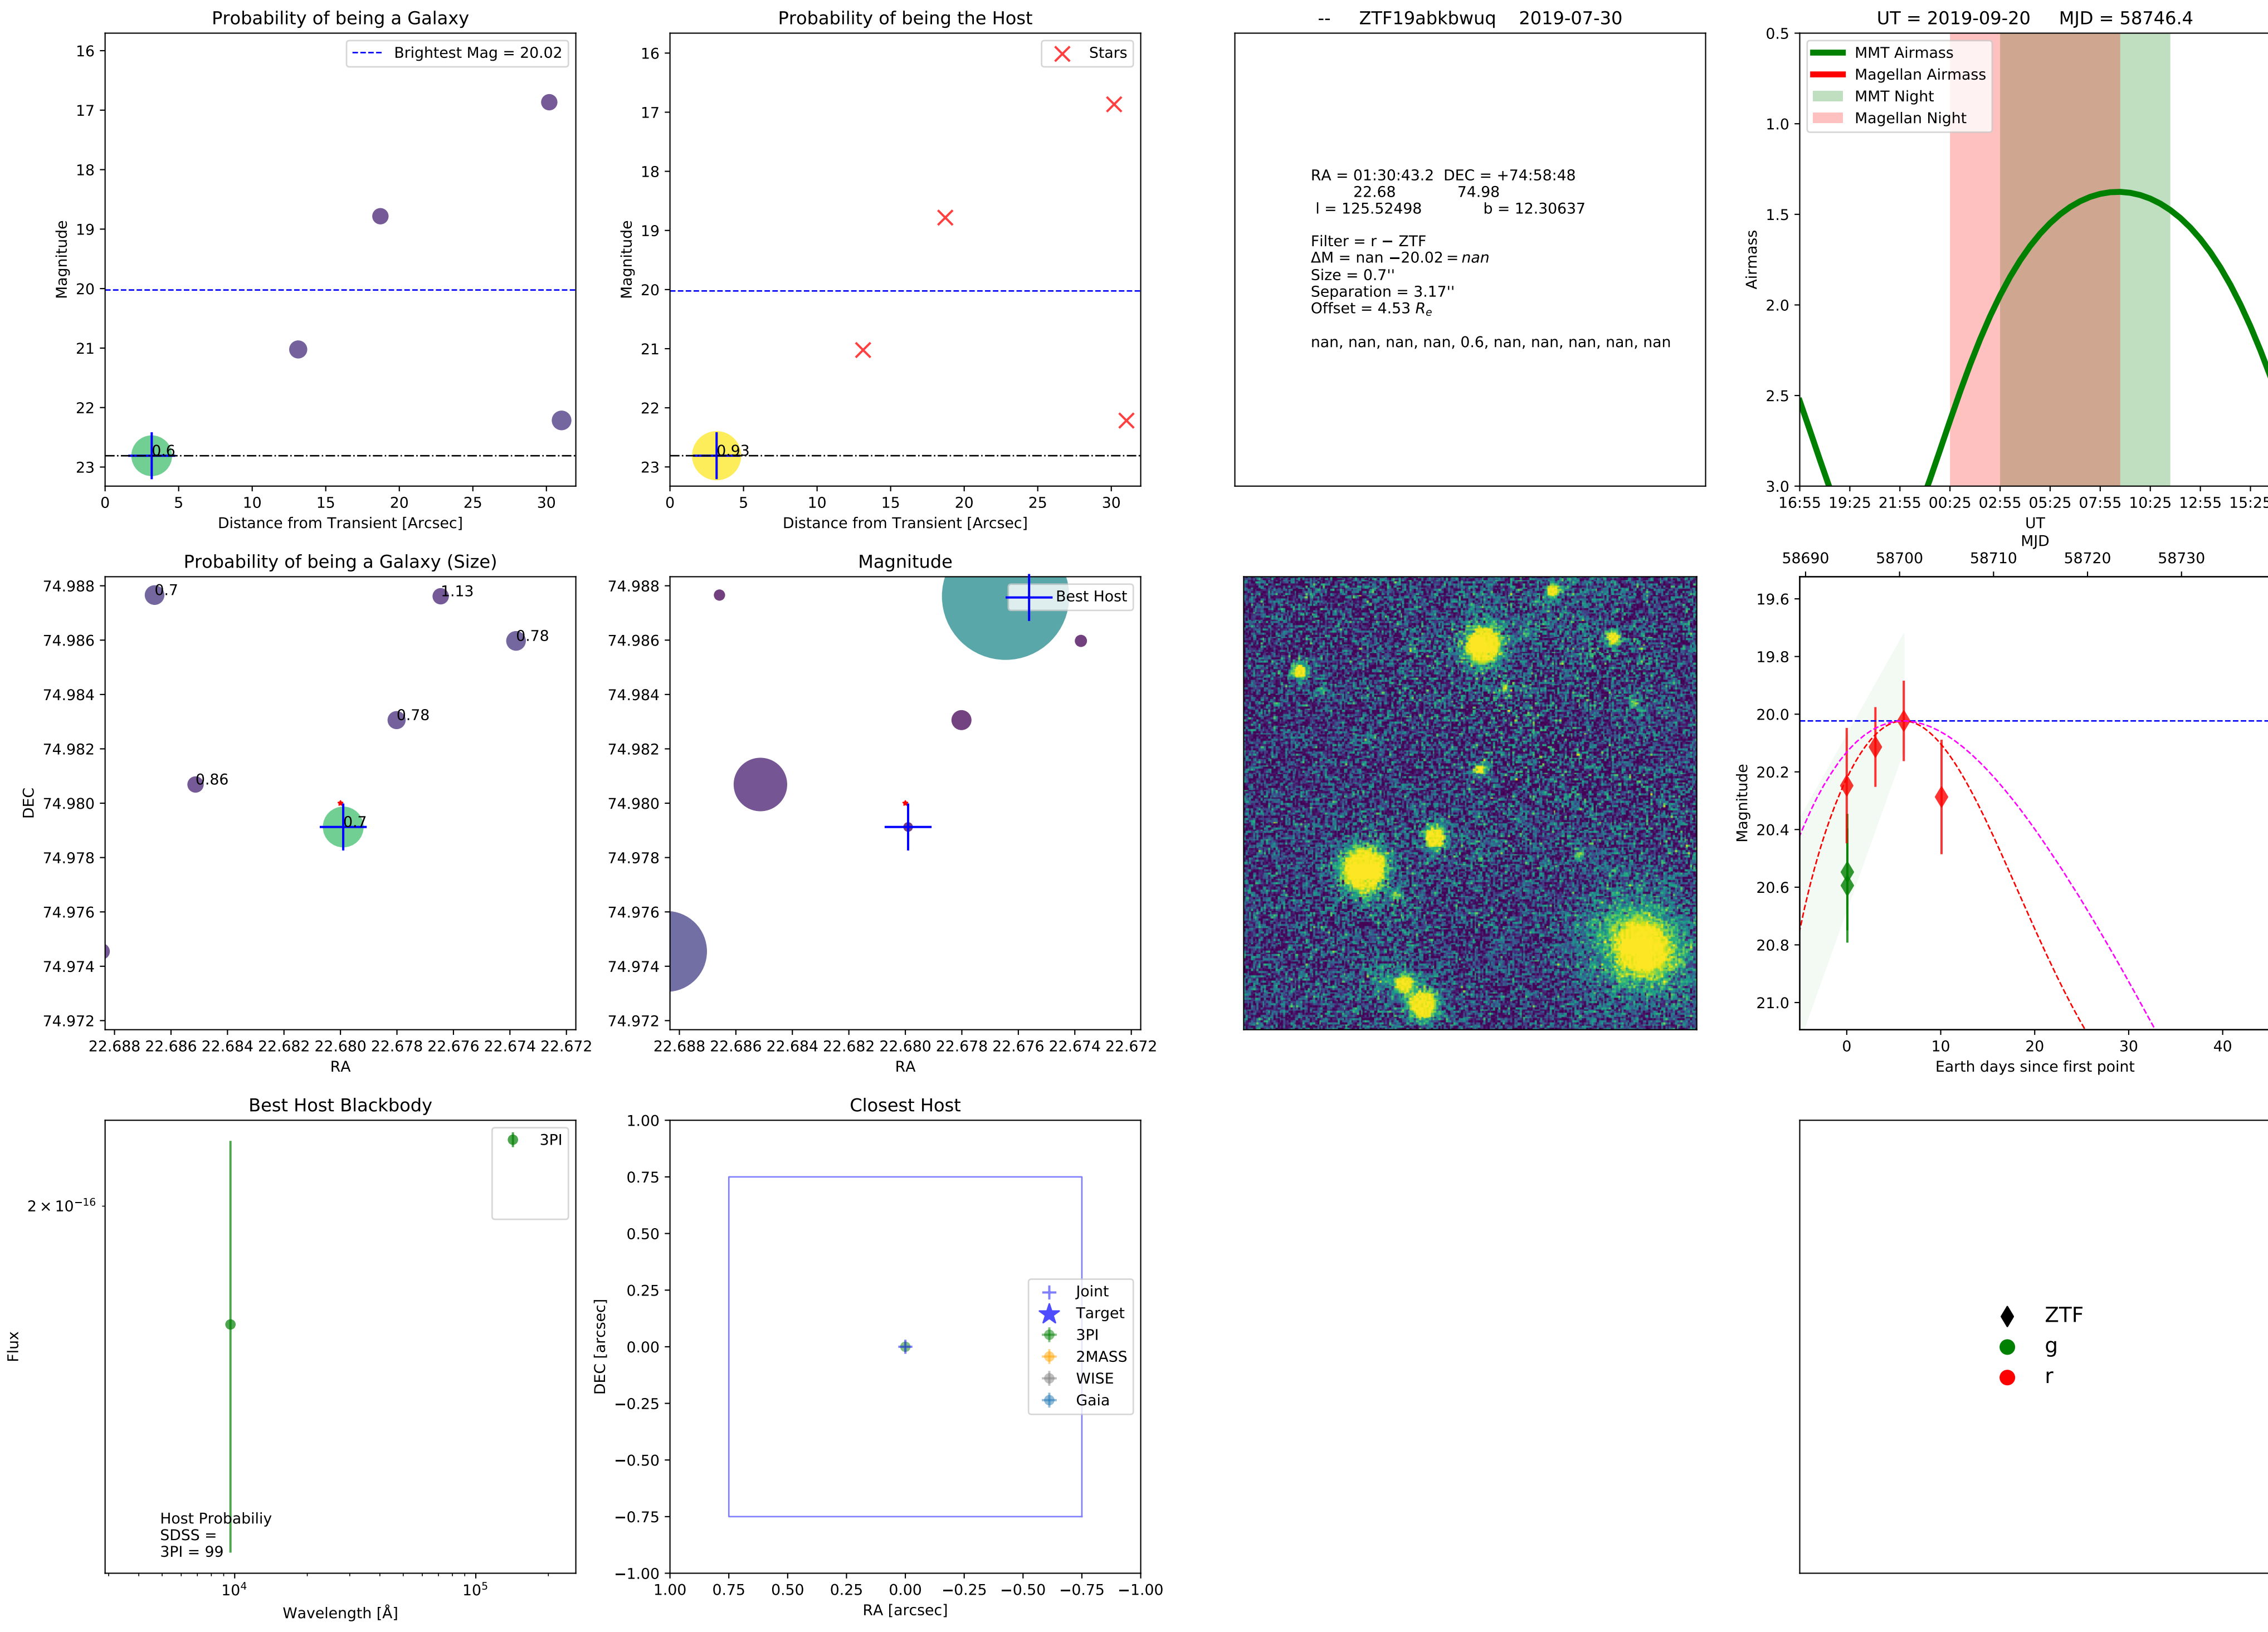 Probability of being a Galaxy
Brightest Mag = 20.02
16
17
18
19
20
21
22
23
Magnitude
0.6
0 5 10 15 20 25 30
Distance from Transient [Arcsec]
Probability of being the Host
Stars
16
17
18
19
20
21
22
23
Magnitude
0.93
0 5 10 15 20 25 30
Distance from Transient [Arcsec]
-- ZTF19abkbwuq 2019-07-30
RA = 01:30:43.2 DEC = +74:58:48
22.68 74.98
l = 125.52498 b = 12.30637
Filter = r − ZTF
ΔM = nan −20.02 = nan
Size = 0.7''
Separation = 3.17''
Offset = 4.53 Re
nan, nan, nan, nan, 0.6, nan, nan, nan, nan, nan
UT = 2019-09-20 MJD = 58746.4
MMT Airmass
Magellan Airmass
MMT Night
Magellan Night
0.5
1.0
1.5
2.0
2.5
3.0
Airmass
16:55 19:25 21:55 00:25 02:55 05:25 07:55 10:25 12:55 15:25
UT
Probability of being a Galaxy (Size)
74.988
74.986
74.984
74.982
74.980
74.978
74.976
74.974
74.972
DEC
0.7
1.13
0.78
0.78
0.86
0.7
22.688 22.686 22.684 22.682 22.680 22.678 22.676 22.674 22.672
RA
Magnitude
Best Host
74.988
74.986
74.984
74.982
74.980
74.978
74.976
74.974
74.972
22.688 22.686 22.684 22.682 22.680 22.678 22.676 22.674 22.672
RA
MJD
58690 58700 58710 58720 58730
19.6
19.8
20.0
20.2
20.4
20.6
20.8
21.0
Magnitude
0 10 20 30 40
Earth days since first point
Best Host Blackbody
3PI
2 × 10−16
Flux
Host Probabiliy
SDSS =
3PI = 99
104 105
Wavelength [Å]
Closest Host
1.00
0.75
0.50
0.25
0.00
−0.25
−0.50
−0.75
−1.00
DEC [arcsec]
Joint
Target
3PI
2MASS
WISE
Gaia
1.00 0.75 0.50 0.25 0.00 −0.25 −0.50 −0.75 −1.00
RA [arcsec]
ZTF
g
r